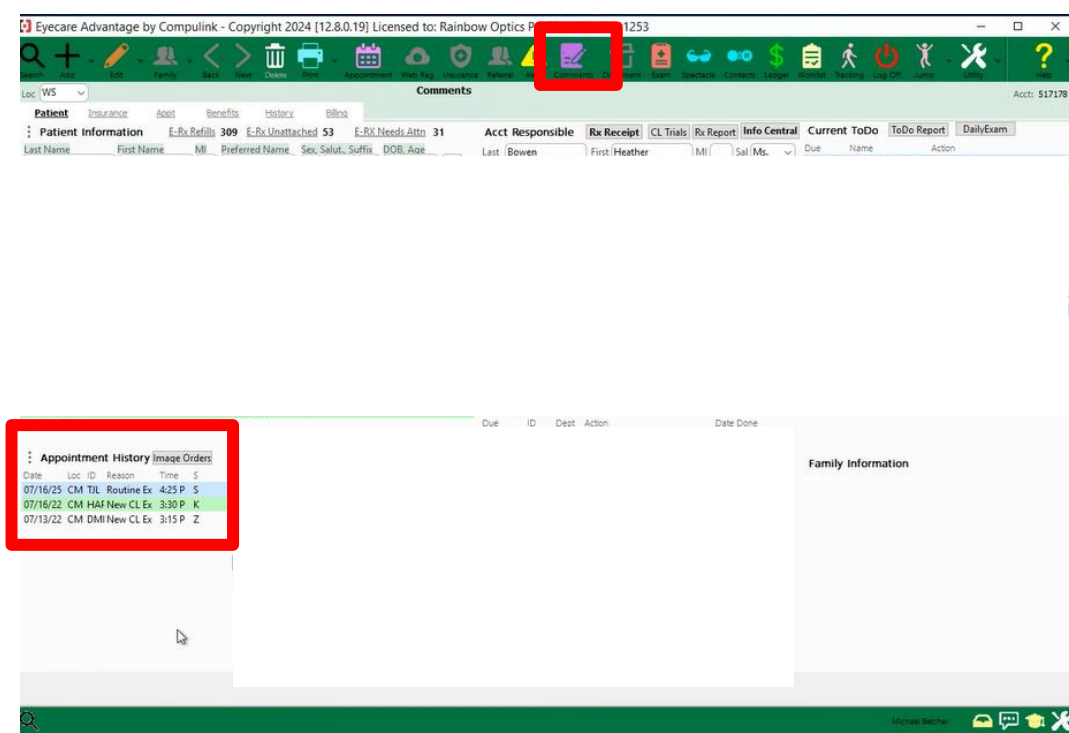 Eyecare Advantage by Compulink - Copyright 2024 [12.8.0.19] Licensed to: Rainbow Optics P 1253
Search Add Edit Family Back Next Delete Print Appointment Web Reg Insurance Referral Comments Exam Spectacle Contacts Ledger Worklist Tracking Log Off Jump Utility Help
Loc WS Comments Acct: 517178
Patient Insurance Appt Benefits History Billing
Patient Information E-Rx Refills 309 E-Rx Unattached 53 E-RX Needs Attn 31 Acct Responsible Rx Receipt CL Trials Rx Report Info Central Current ToDo ToDo Report DailyExam
Last Name First Name MI Preferred Name Sex, Salut., Suffix DOB, Age Last Bowen First Heather MI Sal Ms. Due Name Action
Due ID Dept Action Date Done
Appointment History Image Orders Family Information
Date Loc ID Reason Time S
07/16/25 CM TJL Routine Ex 4:25 P S
07/16/22 CM HAF New CL Ex 3:30 P K
07/13/22 CM DMI New CL Ex 3:15 P Z
Michael Belcher